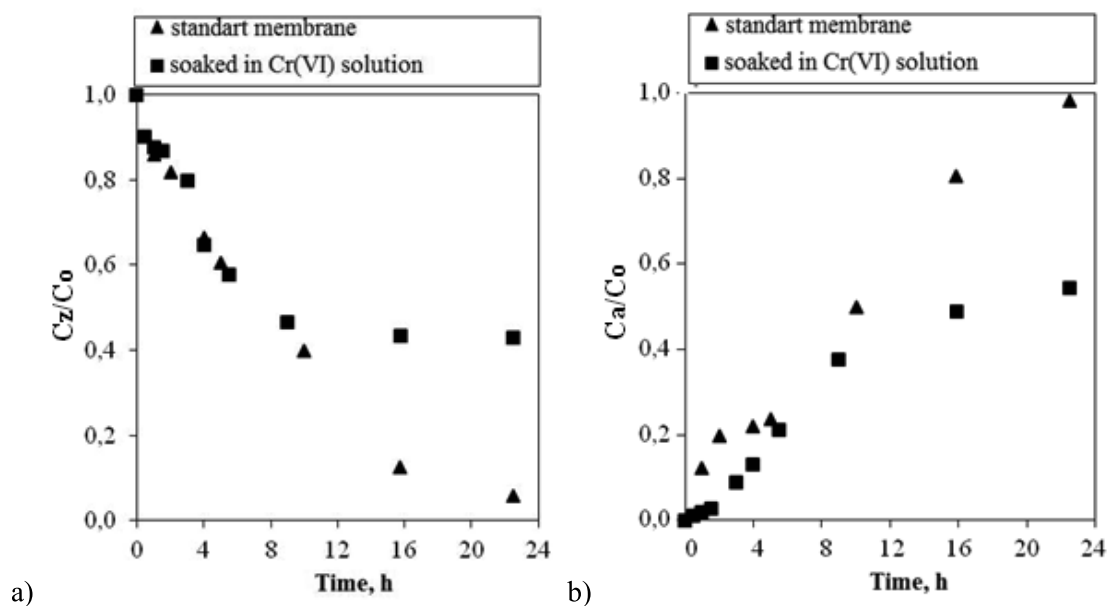 ▲ standart membrane
■ soaked in Cr(VI) solution
1,0
0,8
0,6
0,4
0,2
0,0
Cz/Co
0 4 8 12 16 20 24
Time, h
a)
▲ standart membrane
■ soaked in Cr(VI) solution
1,0
0,8
0,6
0,4
0,2
0,0
Ca/Co
0 4 8 12 16 20 24
Time, h
b)